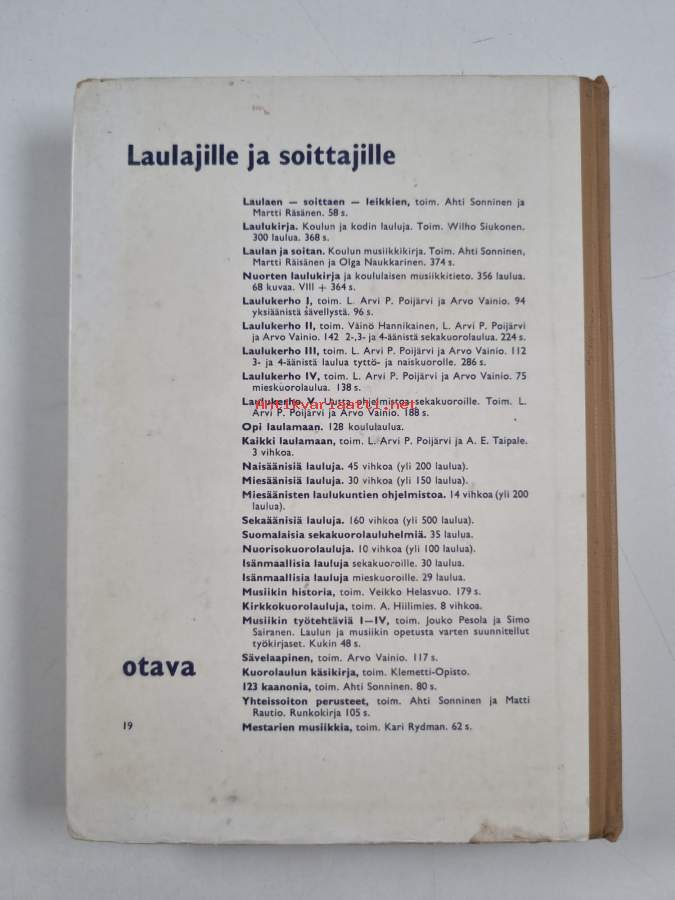 Laulajille ja soittajille
Laulaen — soittaen — leikkien, toim. Ahti Sonninen ja
Martti Räsänen. 58 s.
Laulukirja. Koulun ja kodin lauluja. Toim. Wilho Siukonen.
300 laulua. 368 s.
Laulan ja soitan. Koulun musiikkikirja. Toim. Ahti Sonninen,
Martti Räisänen ja Olga Naukkarinen. 374 s.
Nuorten laulukirja ja koululaisen musiikkitieto. 356 laulua.
68 kuvaa. VIII + 364 s.
Laulukerho I, toim. L. Arvi P. Poijärvi ja Arvo Vainio. 94
yksiäänistä sävellystä. 96 s.
Laulukerho II, toim. Väinö Hannikainen, L. Arvi P. Poijärvi
ja Arvo Vainio. 142 2-,3- ja 4-äänistä sekakuorolaulua. 224 s.
Laulukerho III, toim. L. Arvi P. Poijärvi ja Arvo Vainio. 112
3- ja 4-äänistä laulua tyttö- ja naiskuorolle. 286 s.
Laulukerho IV, toim. L. Arvi P. Poijärvi ja Arvo Vainio. 75
mieskuorolaulua. 138 s.
Laulukerho V. Uutta ohjelmistoa sekakuoroille. Toim. L.
Antikvariaatti.net
Arvi P. Poijärvi ja Arvo Vainio. 188 s.
Opi laulamaan. 128 koululaulua.
Kaikki laulamaan, toim. L. Arvi P. Poijärvi ja A. E. Taipale.
3 vihkoa.
Naisäänisiä lauluja. 45 vihkoa (yli 200 laulua).
Miesäänisiä lauluja. 30 vihkoa (yli 150 laulua).
Miesäänisten laulukuntien ohjelmistoa. 14 vihkoa (yli 200
laulua).
Sekaäänisiä lauluja. 160 vihkoa (yli 500 laulua).
Suomalaisia sekakuorolauluhelmiä. 35 laulua.
Nuorisokuorolauluja. 10 vihkoa (yli 100 laulua).
Isänmaallisia lauluja sekakuoroille. 30 laulua.
Isänmaallisia lauluja mieskuoroille. 29 laulua.
Musiikin historia, toim. Veikko Helasvuo. 179 s.
Kirkkokuorolauluja, toim. A. Hiilimies. 8 vihkoa.
Musiikin työtehtäviä I—IV, toim. Jouko Pesola ja Simo
Sairanen. Laulun ja musiikin opetusta varten suunnitellut
työkirjaset. Kukin 48 s.
Sävelaapinen, toim. Arvo Vainio. 117 s.
otava
Kuorolaulun käsikirja, toim. Klemetti-Opisto.
123 kaanonia, toim. Ahti Sonninen. 80 s.
Yhteissoiton perusteet, toim. Ahti Sonninen ja Matti
Rautio. Runkokirja 105 s.
19
Mestarien musiikkia, toim. Kari Rydman. 62 s.